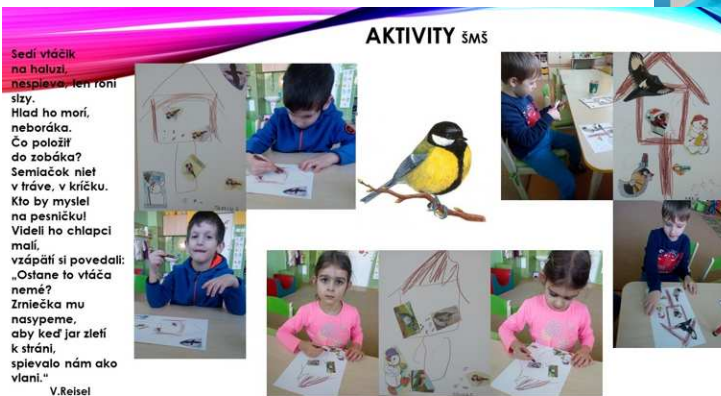 AKTIVITY ŠMŠ
Sedí vtáčik
na haluzi,
nespieva, len roní
slzy.
Hlad ho morí,
neboráka.
Čo položiť
do zobáka?
Semiačok niet
v tráve, v kríčku.
Kto by myslel
na pesničku!
Videli ho chlapci
malí,
vzápätí si povedali:
„Ostane to vtáča
nemé?
Zrniečka mu
nasypeme,
aby keď jar zletí
k stráni,
spievalo nám ako
vlani.“
V.Reisel